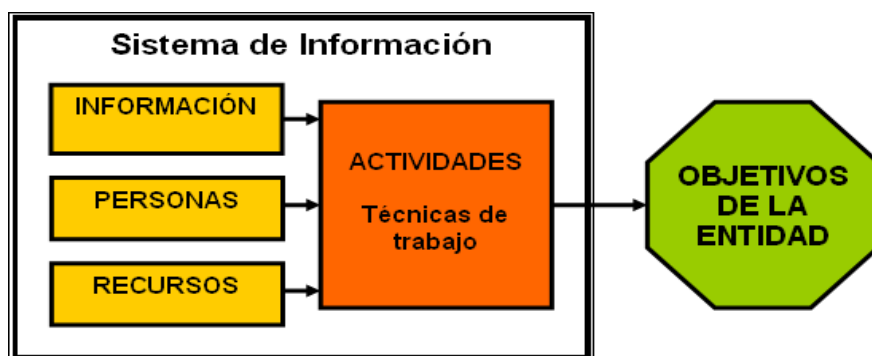 Sistema de Información
INFORMACIÓN
PERSONAS
RECURSOS
ACTIVIDADES
Técnicas de
trabajo
OBJETIVOS
DE LA
ENTIDAD